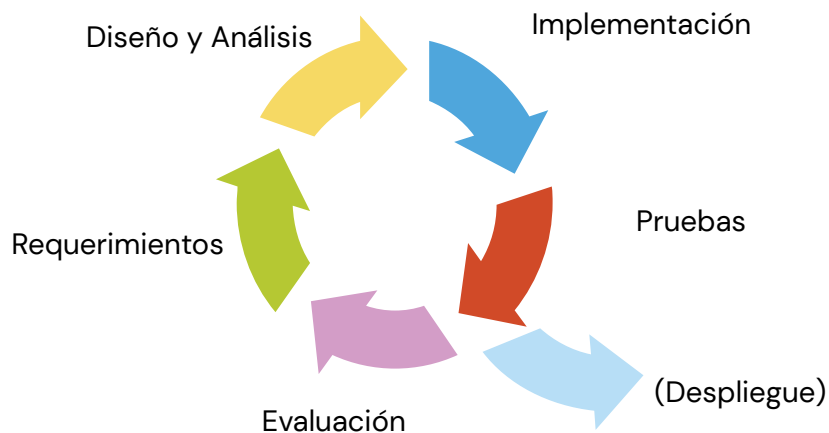 Implementación
Diseño y Análisis
Pruebas
Requerimientos
(Despliegue)
Evaluación